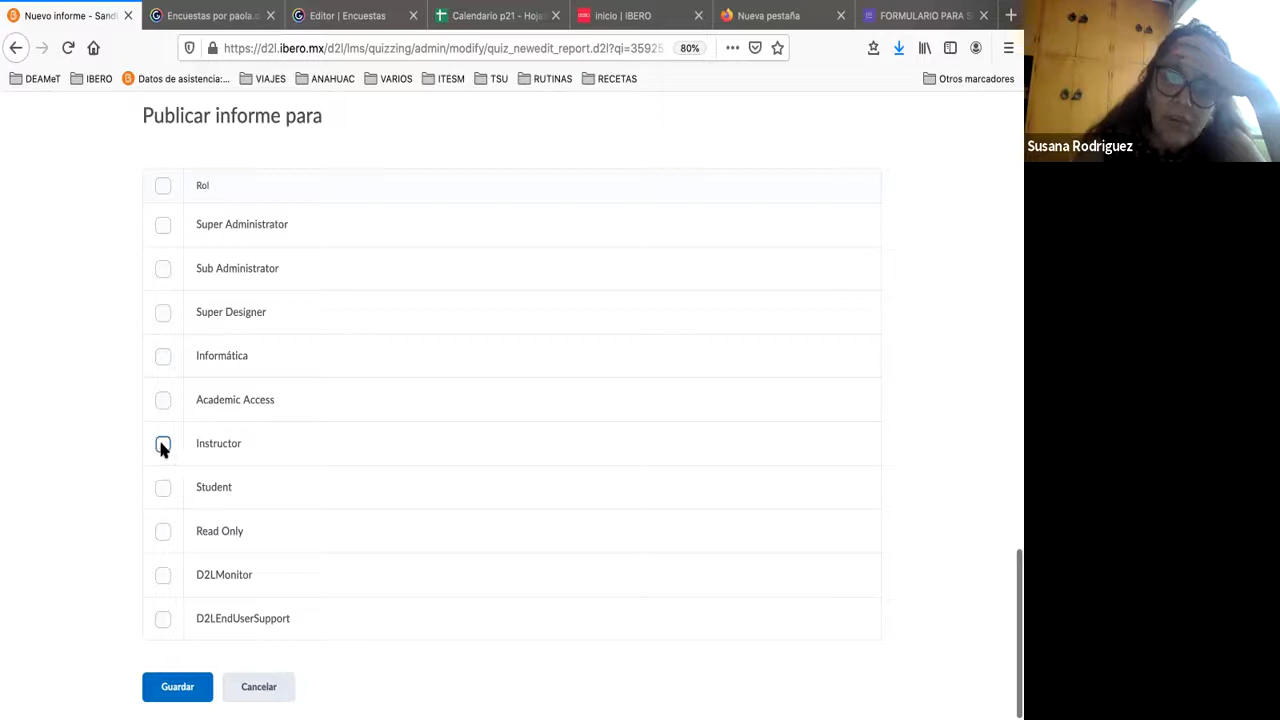 Nuevo informe - Sandi
Encuestas por paola.c
Editor | Encuestas
Calendario p21 - Hoja
inicio | IBERO
Nueva pestaña
FORMULARIO PARA S
https://d2l.ibero.mx/d2l/lms/quizzing/admin/modify/quiz_newedit_report.d2l?qi=35925
80%
DEAMeT
IBERO
Datos de asistencia:...
VIAJES
ANAHUAC
VARIOS
ITESM
TSU
RUTINAS
RECETAS
Otros marcadores
Publicar informe para
Rol
Super Administrator
Sub Administrator
Super Designer
Informática
Academic Access
Instructor
Student
Read Only
D2LMonitor
D2LEndUserSupport
Guardar
Cancelar
Susana Rodriguez